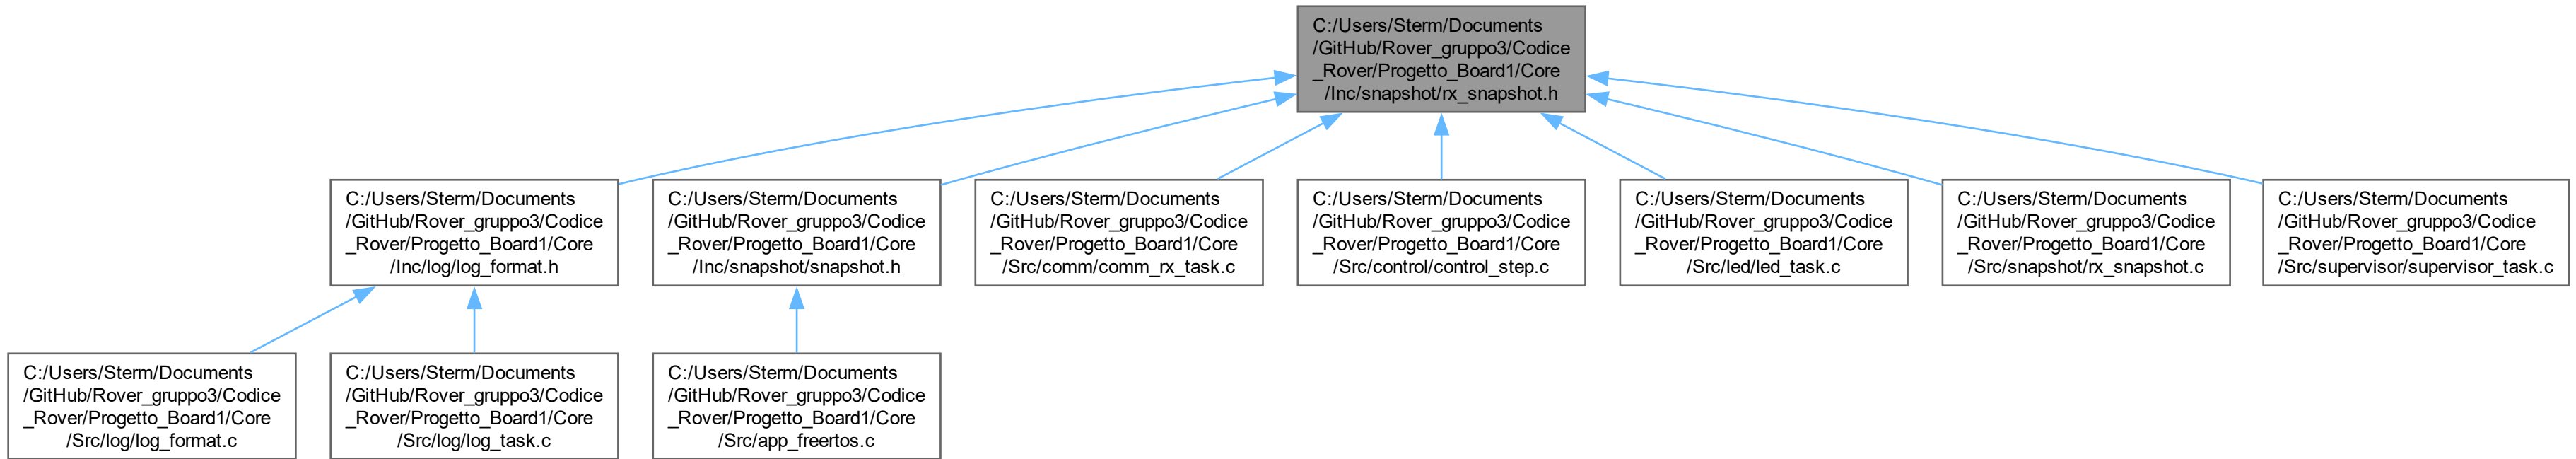 C:/Users/Sterm/Documents
/GitHub/Rover_gruppo3/Codice
_Rover/Progetto_Board1/Core
/Inc/snapshot/rx_snapshot.h
C:/Users/Sterm/Documents
/GitHub/Rover_gruppo3/Codice
_Rover/Progetto_Board1/Core
/Inc/log/log_format.h
C:/Users/Sterm/Documents
/GitHub/Rover_gruppo3/Codice
_Rover/Progetto_Board1/Core
/Inc/snapshot/snapshot.h
C:/Users/Sterm/Documents
/GitHub/Rover_gruppo3/Codice
_Rover/Progetto_Board1/Core
/Src/comm/comm_rx_task.c
C:/Users/Sterm/Documents
/GitHub/Rover_gruppo3/Codice
_Rover/Progetto_Board1/Core
/Src/control/control_step.c
C:/Users/Sterm/Documents
/GitHub/Rover_gruppo3/Codice
_Rover/Progetto_Board1/Core
/Src/led/led_task.c
C:/Users/Sterm/Documents
/GitHub/Rover_gruppo3/Codice
_Rover/Progetto_Board1/Core
/Src/snapshot/rx_snapshot.c
C:/Users/Sterm/Documents
/GitHub/Rover_gruppo3/Codice
_Rover/Progetto_Board1/Core
/Src/supervisor/supervisor_task.c
C:/Users/Sterm/Documents
/GitHub/Rover_gruppo3/Codice
_Rover/Progetto_Board1/Core
/Src/log/log_format.c
C:/Users/Sterm/Documents
/GitHub/Rover_gruppo3/Codice
_Rover/Progetto_Board1/Core
/Src/log/log_task.c
C:/Users/Sterm/Documents
/GitHub/Rover_gruppo3/Codice
_Rover/Progetto_Board1/Core
/Src/app_freertos.c